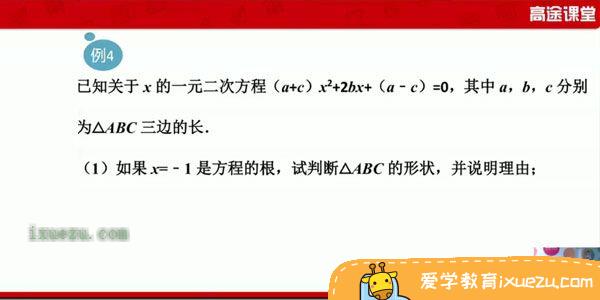 高途课堂
例4
已知关于 x 的一元二次方程（a+c）x²+2bx+（a﹣c）=0，其中 a，b，c 分别
为△ABC 三边的长．
（1）如果 x=﹣1 是方程的根，试判断△ABC 的形状，并说明理由；
ixuezu.com
爱学教育ixuezu.com